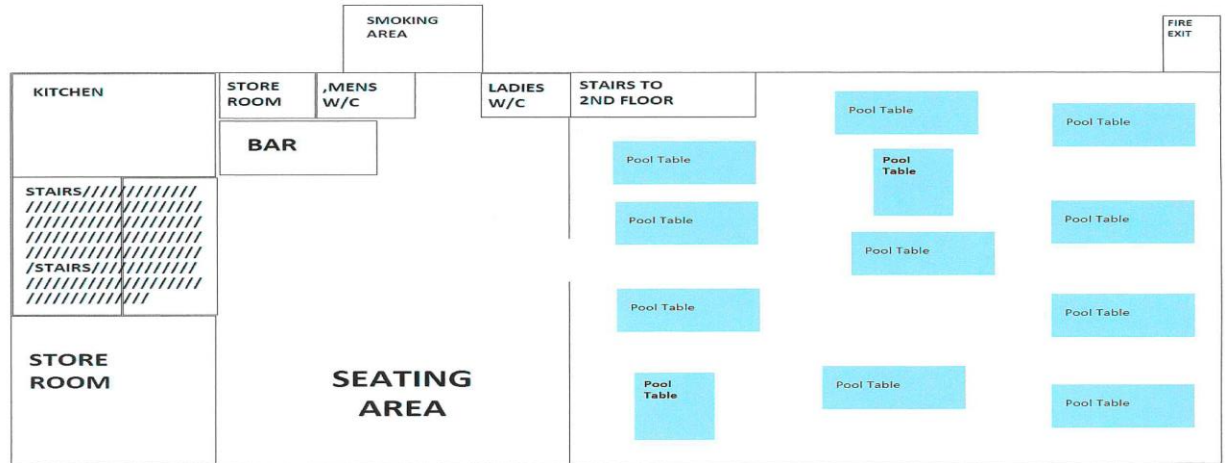 SMOKING
AREA
FIRE
EXIT
KITCHEN
STORE
ROOM
,MENS
W/C
LADIES
W/C
STAIRS TO
2ND FLOOR
BAR
Pool Table
Pool Table
Pool Table
Pool
Table
Pool Table
Pool Table
Pool Table
Pool Table
Pool Table
Pool Table
Pool
Table
Pool Table
Pool Table
STAIRS/////////////
////////////////////
////////////////////
////////////////////
////////////////////
/STAIRS////////////
////////////////////
//////////////
STORE
ROOM
SEATING
AREA